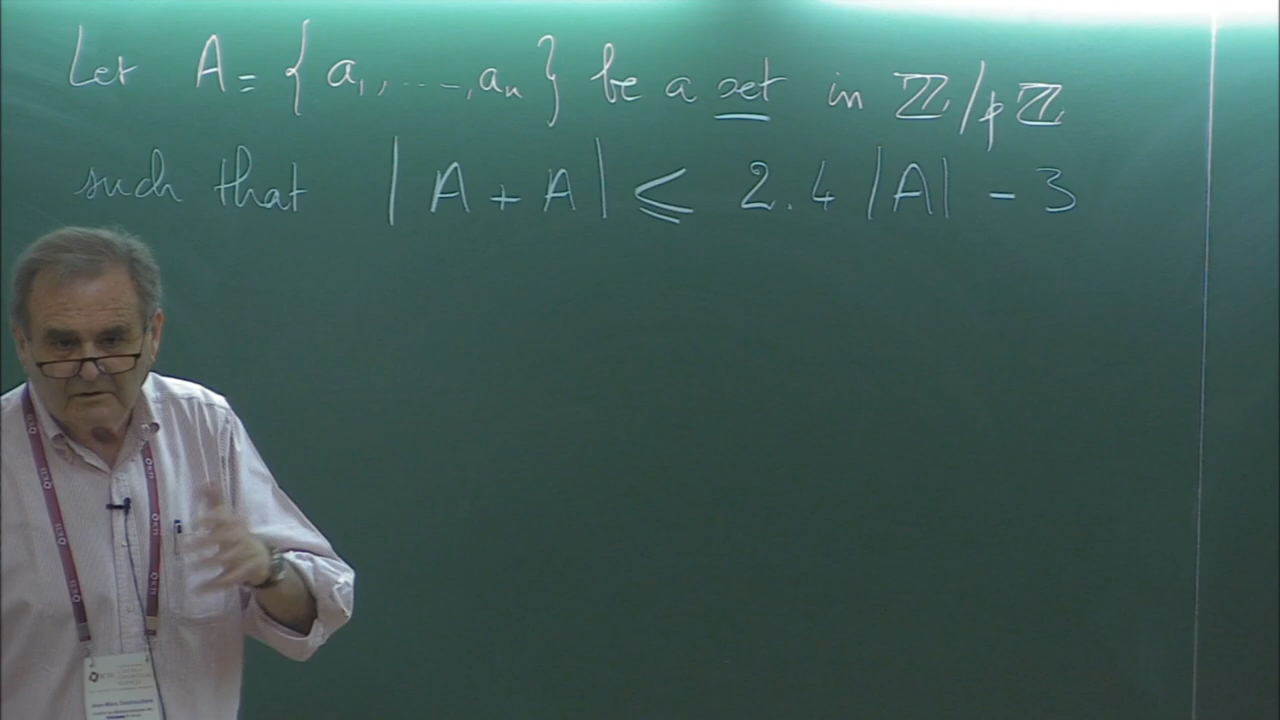 Let A = { a₁, ..., aₙ } be a set in ℤ/pℤ
such that | A + A | ≤ 2.4 |A| - 3